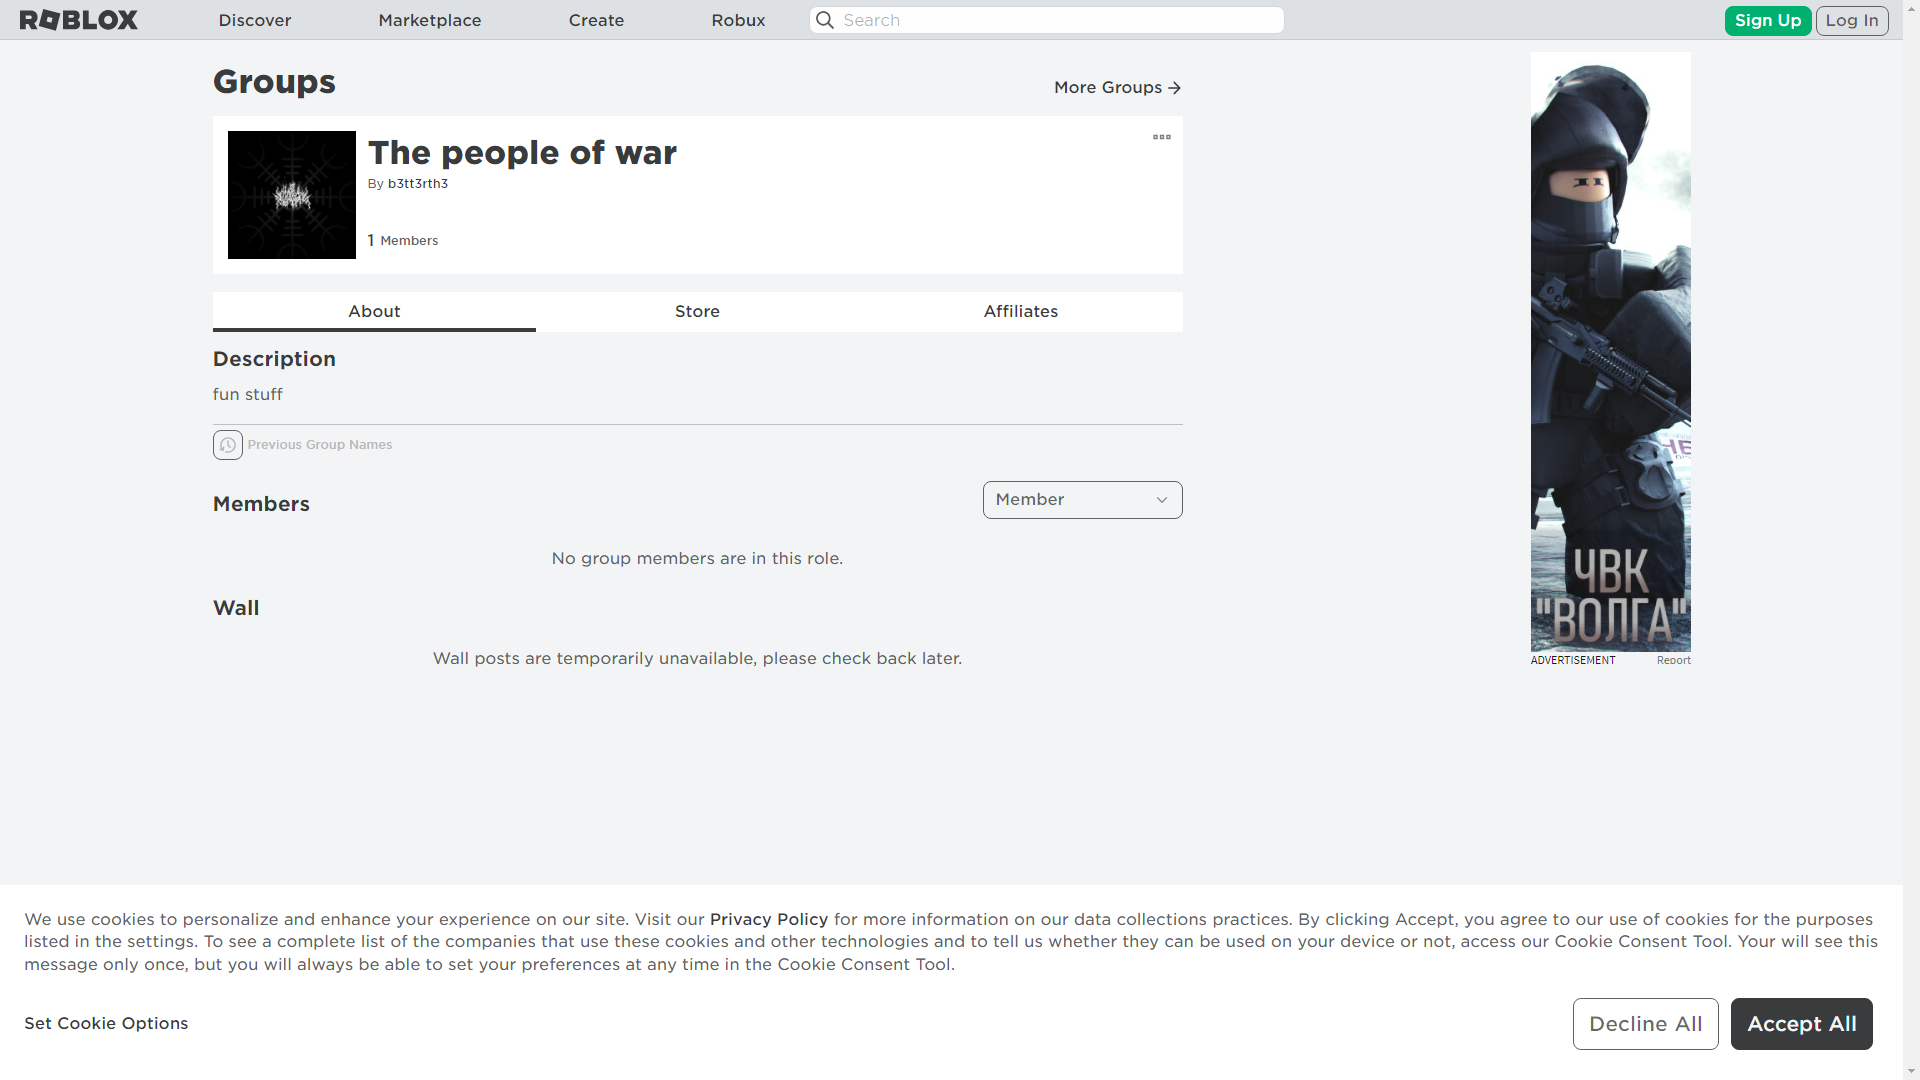 ROBLOX
Discover
Marketplace
Create
Robux
Search
Sign Up
Log In
Groups
More Groups
The people of war
By b3tt3rth3
1 Members
About
Store
Affiliates
Description
fun stuff
Previous Group Names
Members
Member
No group members are in this role.
Wall
Wall posts are temporarily unavailable, please check back later.
ЧВК
"ВОЛГА"
ADVERTISEMENT
Report
We use cookies to personalize and enhance your experience on our site. Visit our Privacy Policy for more information on our data collections practices. By clicking Accept, you agree to our use of cookies for the purposes
listed in the settings. To see a complete list of the companies that use these cookies and other technologies and to tell us whether they can be used on your device or not, access our Cookie Consent Tool. Your will see this
message only once, but you will always be able to set your preferences at any time in the Cookie Consent Tool.
Set Cookie Options
Decline All
Accept All